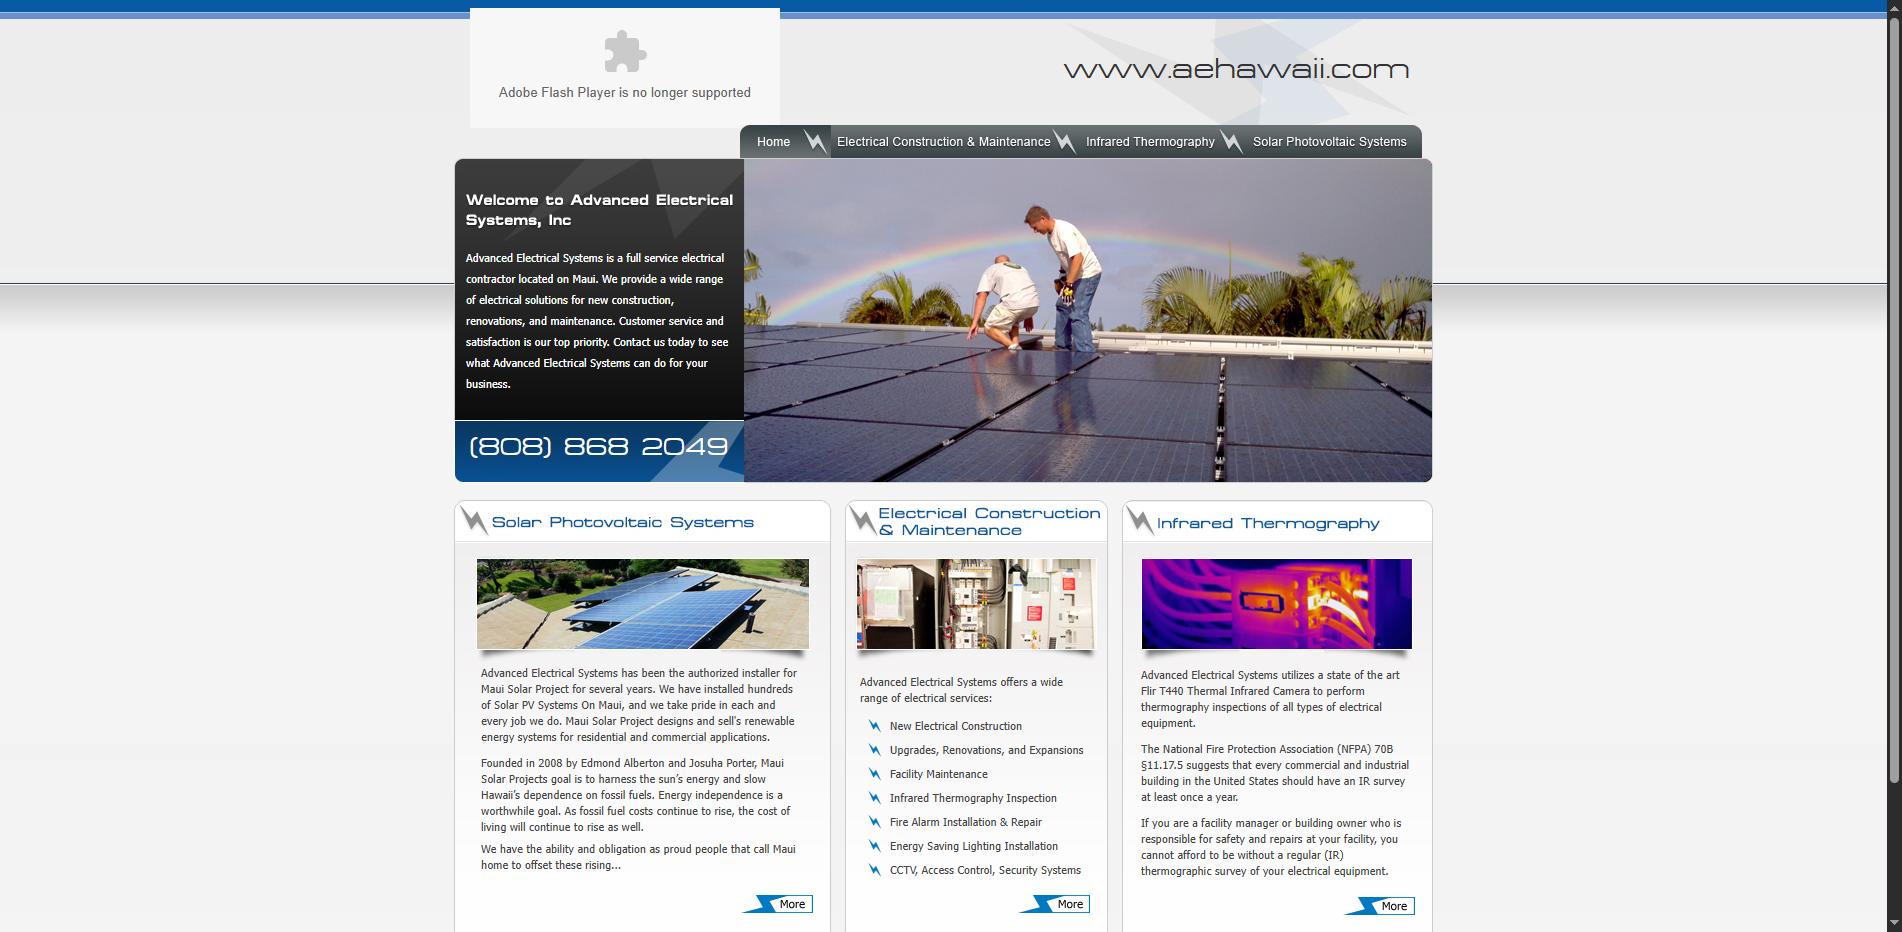 Adobe Flash Player is no longer supported
www.aehawaii.com
Home
Electrical Construction & Maintenance
Infrared Thermography
Solar Photovoltaic Systems
Welcome to Advanced Electrical
Systems, Inc
Advanced Electrical Systems is a full service electrical
contractor located on Maui. We provide a wide range
of electrical solutions for new construction,
renovations, and maintenance. Customer service and
satisfaction is our top priority. Contact us today to see
what Advanced Electrical Systems can do for your
business.
(808) 868 2049
Solar Photovoltaic Systems
Advanced Electrical Systems has been the authorized installer for
Maui Solar Project for several years. We have installed hundreds
of Solar PV Systems On Maui, and we take pride in each and
every job we do. Maui Solar Project designs and sell's renewable
energy systems for residential and commercial applications.
Founded in 2008 by Edmond Alberton and Josuha Porter, Maui
Solar Projects goal is to harness the sun’s energy and slow
Hawaii’s dependence on fossil fuels. Energy independence is a
worthwhile goal. As fossil fuel costs continue to rise, the cost of
living will continue to rise as well.
We have the ability and obligation as proud people that call Maui
home to offset these rising...
More
Electrical Construction
& Maintenance
Advanced Electrical Systems offers a wide
range of electrical services:
New Electrical Construction
Upgrades, Renovations, and Expansions
Facility Maintenance
Infrared Thermography Inspection
Fire Alarm Installation & Repair
Energy Saving Lighting Installation
CCTV, Access Control, Security Systems
More
Infrared Thermography
Advanced Electrical Systems utilizes a state of the art
Flir T440 Thermal Infrared Camera to perform
thermography inspections of all types of electrical
equipment.
The National Fire Protection Association (NFPA) 70B
§11.17.5 suggests that every commercial and industrial
building in the United States should have an IR survey
at least once a year.
If you are a facility manager or building owner who is
responsible for safety and repairs at your facility, you
cannot afford to be without a regular (IR)
thermographic survey of your electrical equipment.
More